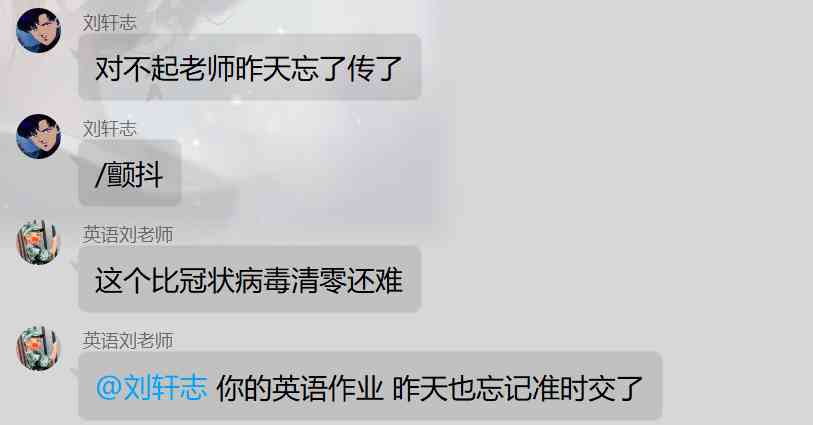 刘轩志
对不起老师昨天忘了传了
刘轩志
/颤抖
英语刘老师
这个比冠状病毒清零还难
英语刘老师
@刘轩志 你的英语作业 昨天也忘记准时交了